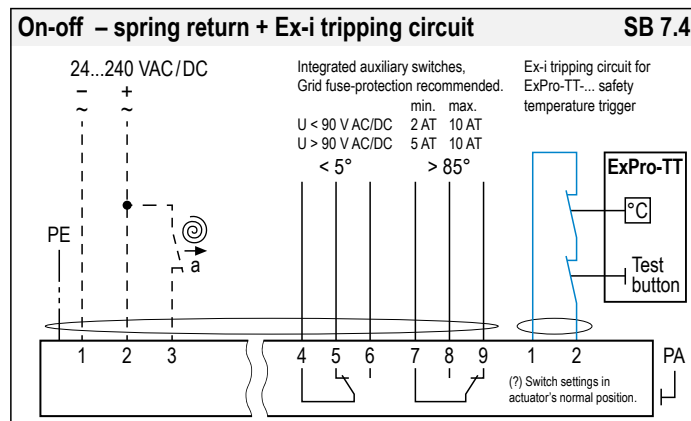 On-off – spring return + Ex-i tripping circuit SB 7.4
24...240 VAC/DC
– +
~ ~
PE
a
Integrated auxiliary switches,
Grid fuse-protection recommended.
min. max.
U < 90 V AC/DC 2 AT 10 AT
U > 90 V AC/DC 5 AT 10 AT
< 5° > 85°
Ex-i tripping circuit for
ExPro-TT-... safety
temperature trigger
ExPro-TT
°C
Test
button
1 2 3 4 5 6 7 8 9 1 2 PA
(?) Switch settings in
actuator's normal position.